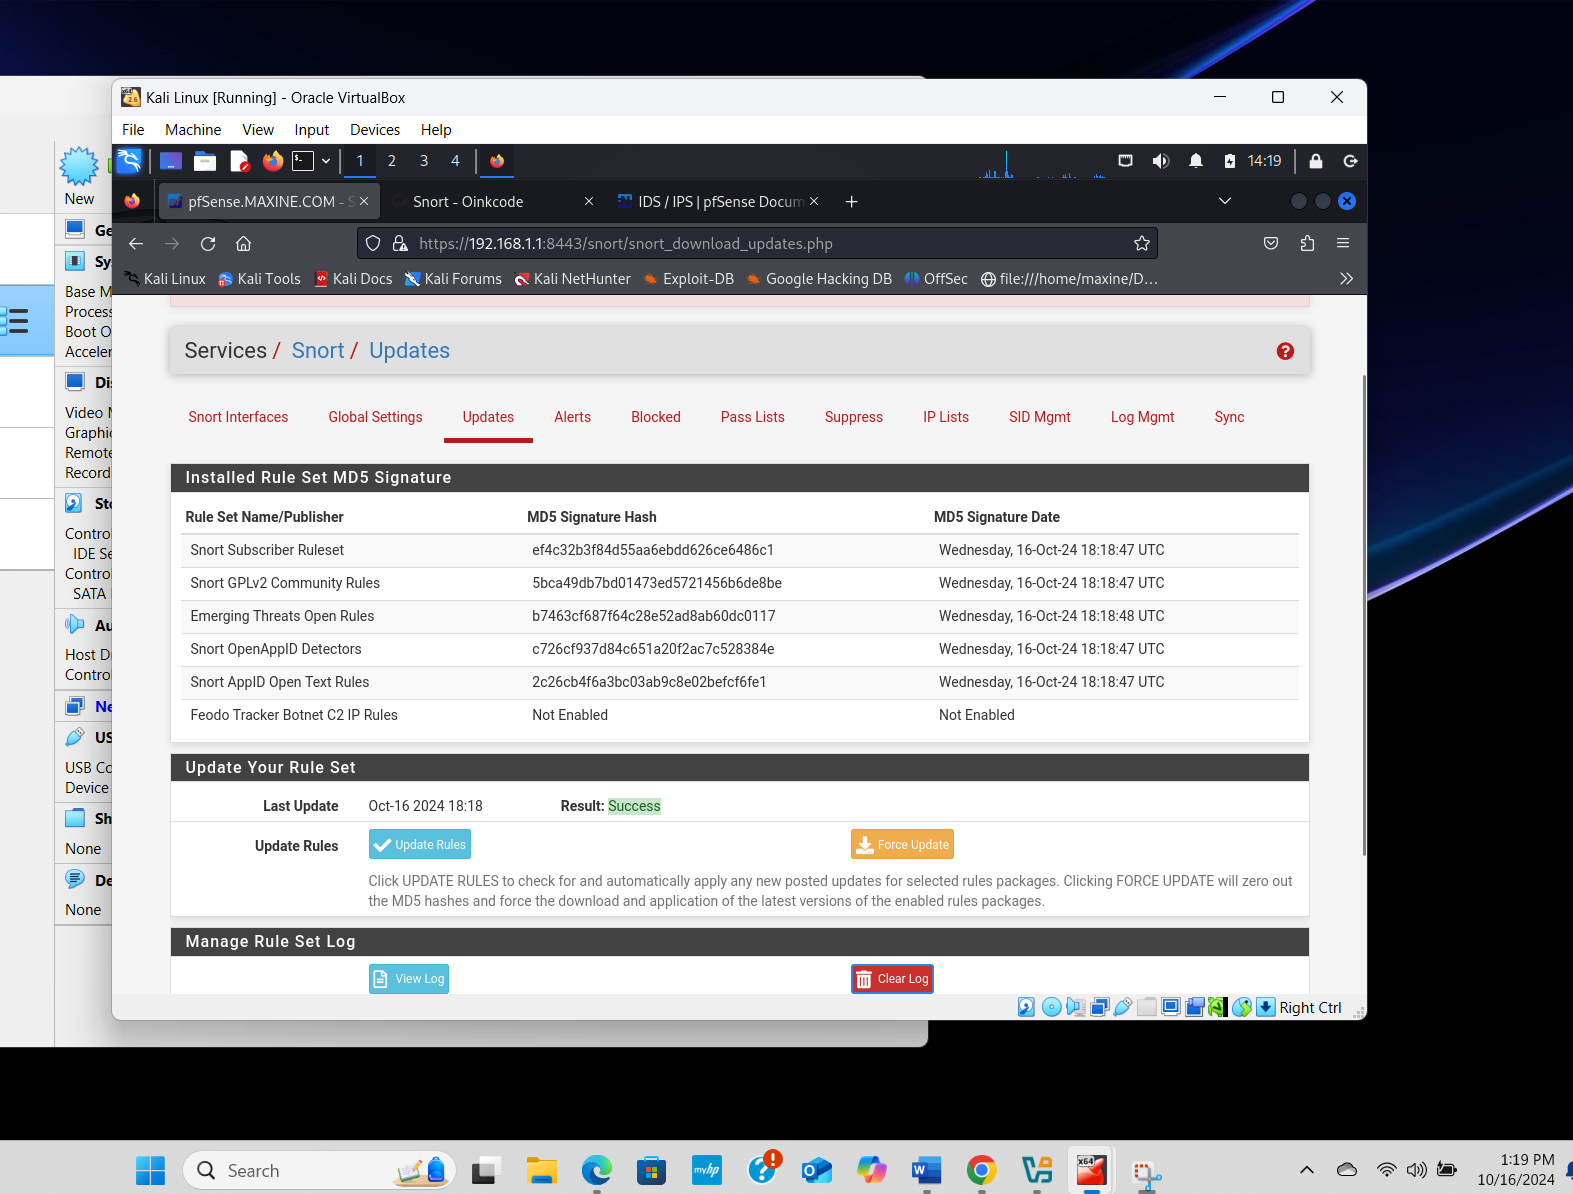 Kali Linux [Running] - Oracle VirtualBox
File Machine View Input Devices Help
1 2 3 4 14:19
pfSense.MAXINE.COM - S Snort - Oinkcode IDS / IPS | pfSense Docum
https://192.168.1.1:8443/snort/snort_download_updates.php
Kali Linux Kali Tools Kali Docs Kali Forums Kali NetHunter Exploit-DB Google Hacking DB OffSec file:///home/maxine/D...
Services / Snort / Updates
Snort Interfaces Global Settings Updates Alerts Blocked Pass Lists Suppress IP Lists SID Mgmt Log Mgmt Sync
Installed Rule Set MD5 Signature
Rule Set Name/Publisher MD5 Signature Hash MD5 Signature Date
Snort Subscriber Ruleset ef4c32b3f84d55aa6ebdd626ce6486c1 Wednesday, 16-Oct-24 18:18:47 UTC
Snort GPLv2 Community Rules 5bca49db7bd01473ed5721456b6de8be Wednesday, 16-Oct-24 18:18:47 UTC
Emerging Threats Open Rules b7463cf687f64c28e52ad8ab60dc0117 Wednesday, 16-Oct-24 18:18:48 UTC
Snort OpenAppID Detectors c726cf937d84c651a20f2ac7c528384e Wednesday, 16-Oct-24 18:18:47 UTC
Snort AppID Open Text Rules 2c26cb4f6a3bc03ab9c8e02befcf6fe1 Wednesday, 16-Oct-24 18:18:47 UTC
Feodo Tracker Botnet C2 IP Rules Not Enabled Not Enabled
Update Your Rule Set
Last Update Oct-16 2024 18:18 Result: Success
Update Rules Update Rules Force Update
Click UPDATE RULES to check for and automatically apply any new posted updates for selected rules packages. Clicking FORCE UPDATE will zero out
the MD5 hashes and force the download and application of the latest versions of the enabled rules packages.
Manage Rule Set Log
View Log Clear Log
Right Ctrl
New
Ge
Sy
Base M
Process
Boot O
Acceler
Dis
Video M
Graphic
Remote
Record
Sto
Contro
IDE Se
Contro
SATA
Au
Host D
Contro
Ne
US
USB Co
Device
Sh
None
De
None
Search
myhp
x64
1:19 PM
10/16/2024